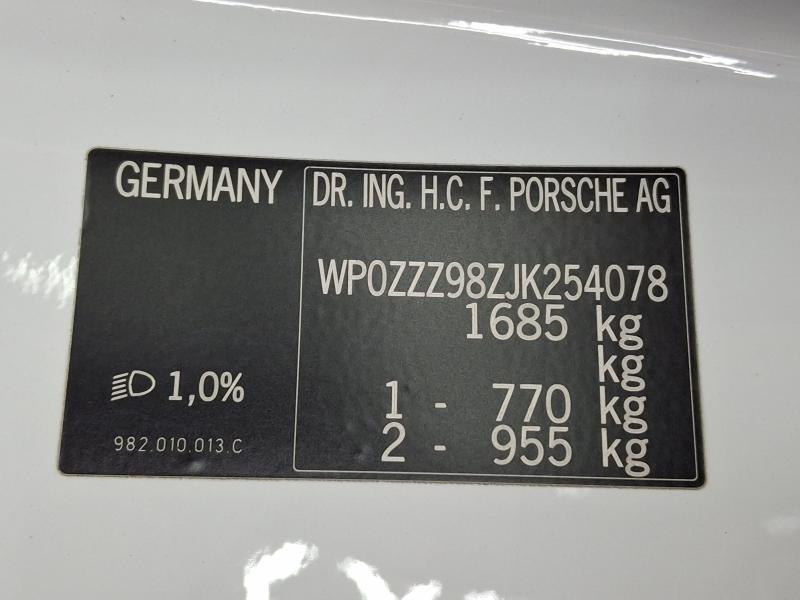 GERMANY
DR. ING. H.C. F. PORSCHE AG
WP0ZZZ98ZJK254078
1685 kg
kg
1 - 770 kg
2 - 955 kg
1,0%
982.010.013.C